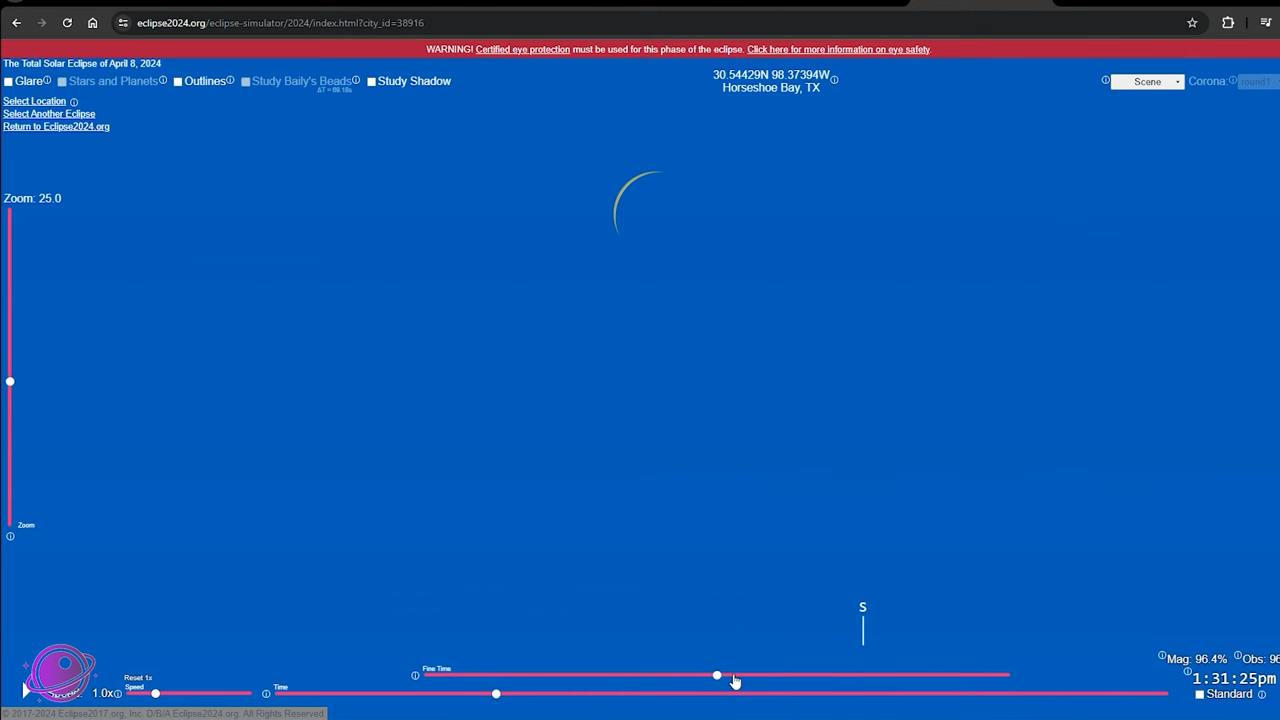 eclipse2024.org/eclipse-simulator/2024/index.html?city_id=38916
WARNING! Certified eye protection must be used for this phase of the eclipse. Click here for more information on eye safety.
The Total Solar Eclipse of April 8, 2024
Glare Stars and Planets Outlines Study Baily's Beads Study Shadow
ΔT = 69.18s
30.54429N 98.37394W
Horseshoe Bay, TX
Scene Corona: round1
Select Location
Select Another Eclipse
Return to Eclipse2024.org
Zoom: 25.0
Zoom
S
Fine Time
Mag: 96.4% Obs: 96
Reset 1x
Speed
1.0x
Time
1:31:25pm
Standard
© 2017-2024 Eclipse2017.org, Inc. D/B/A Eclipse2024.org. All Rights Reserved.